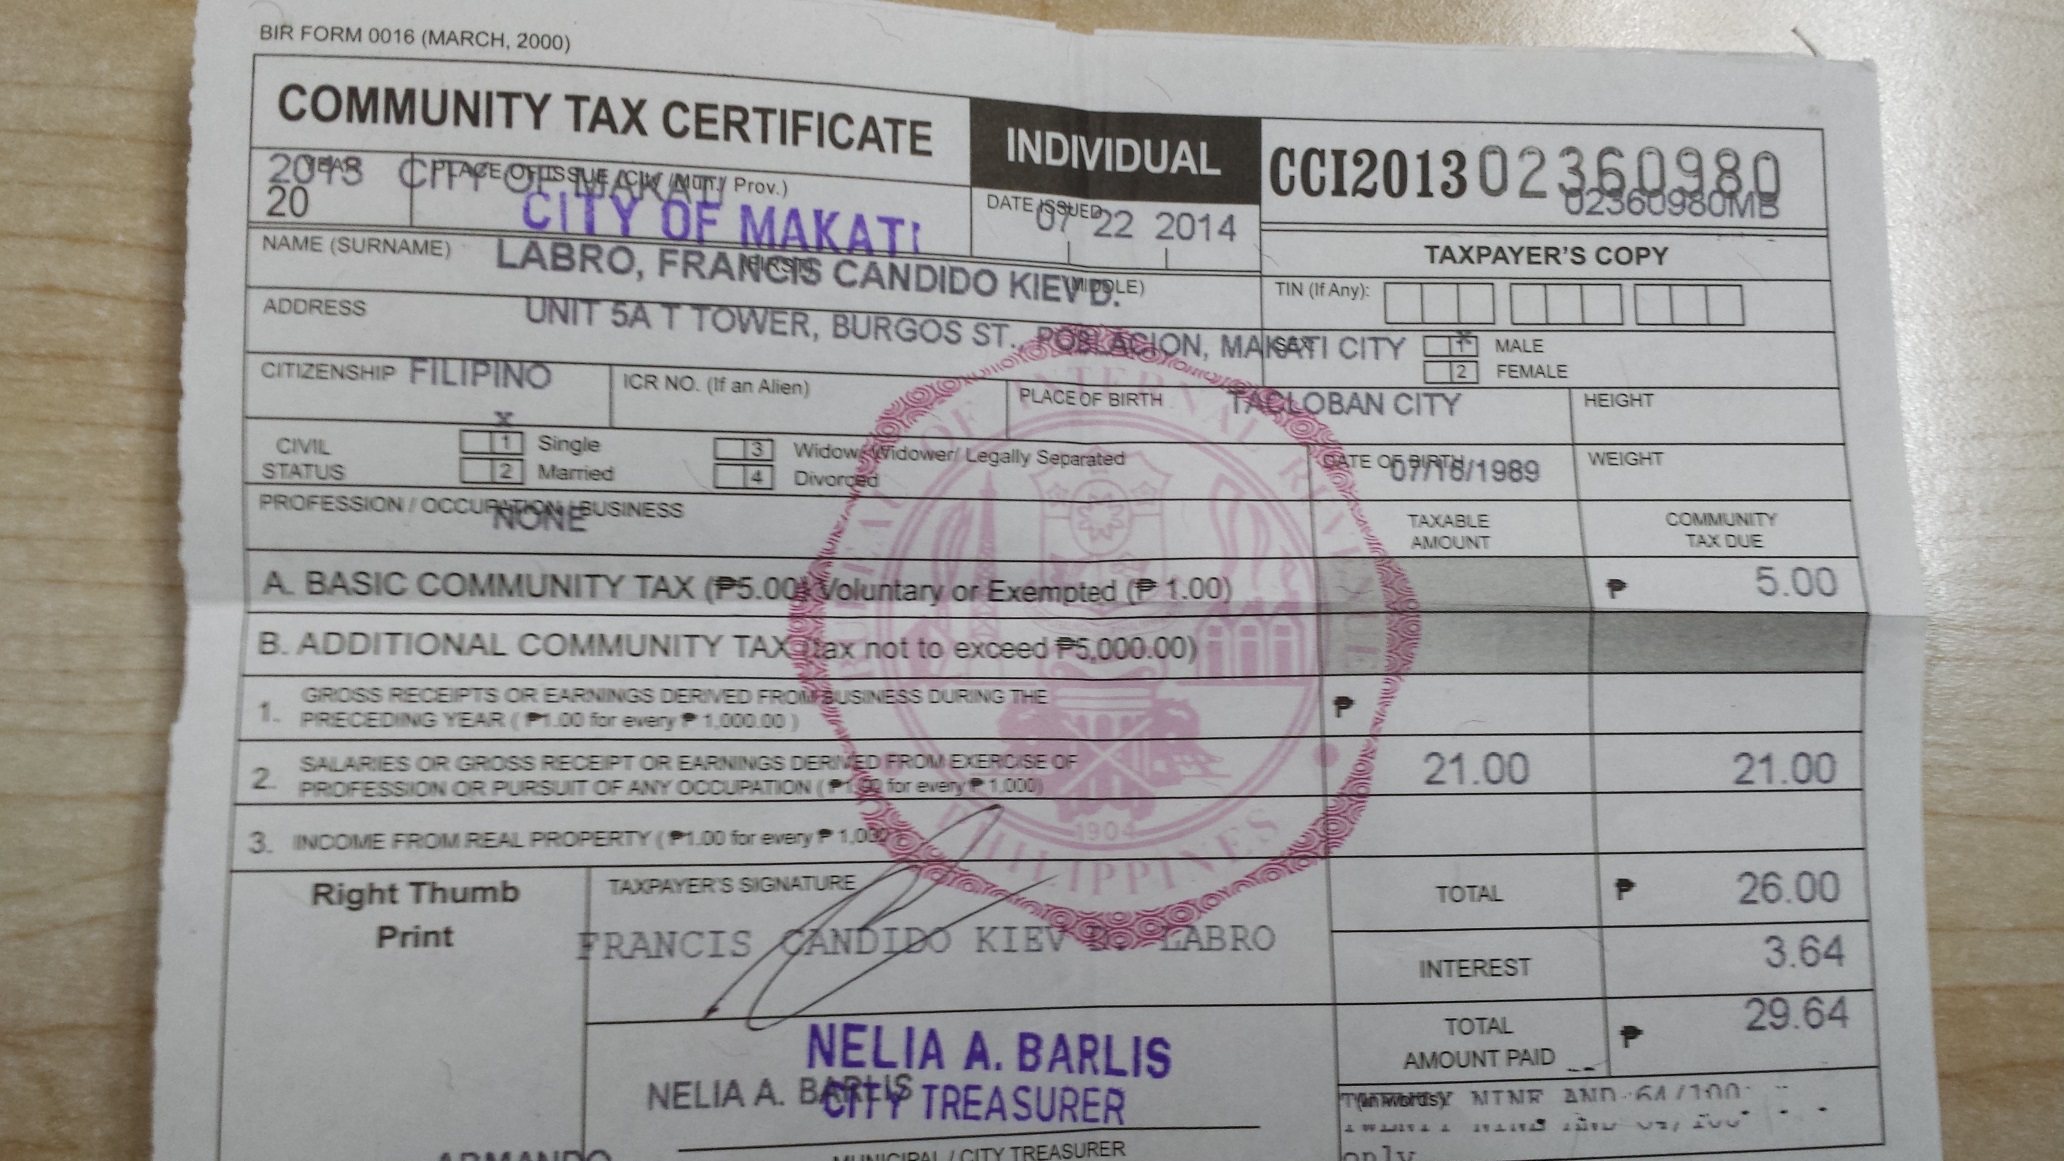 BIR FORM 0016 (MARCH, 2000)
COMMUNITY TAX CERTIFICATE
INDIVIDUAL
CCI2013 02360980
02360980MB
YEAR
PLACE OF ISSUE (City / Mun./ Prov.)
CITY OF MAKATI
20
CITY OF MAKATI
DATE ISSUED
07 22 2014
TAXPAYER'S COPY
NAME (SURNAME) (FIRST) (MIDDLE)
LABRO, FRANCIS CANDIDO KIEV D.
TIN (If Any):
ADDRESS
UNIT 5A T TOWER, BURGOS ST., POBLACION, MAKATI CITY
SEX
x
1 MALE
2 FEMALE
CITIZENSHIP FILIPINO
ICR NO. (If an Alien)
PLACE OF BIRTH TACLOBAN CITY
HEIGHT
CIVIL STATUS
x
1 Single
2 Married
3 Widow/Widower/ Legally Separated
4 Divorced
DATE OF BIRTH
07/16/1989
WEIGHT
PROFESSION / OCCUPATION / BUSINESS
NONE
TAXABLE AMOUNT
COMMUNITY TAX DUE
A. BASIC COMMUNITY TAX (₱5.00) Voluntary or Exempted (₱ 1.00)
₱ 5.00
B. ADDITIONAL COMMUNITY TAX (tax not to exceed ₱5,000.00)
1. GROSS RECEIPTS OR EARNINGS DERIVED FROM BUSINESS DURING THE
PRECEDING YEAR ( ₱1.00 for every ₱ 1,000.00 )
₱
2. SALARIES OR GROSS RECEIPT OR EARNINGS DERIVED FROM EXERCISE OF
PROFESSION OR PURSUIT OF ANY OCCUPATION ( ₱1.00 for every ₱ 1,000)
21.00 21.00
3. INCOME FROM REAL PROPERTY ( ₱1.00 for every ₱ 1,000)
BUREAU OF INTERNAL REVENUE
1904
PHILIPPINES
Right Thumb
Print
TAXPAYER'S SIGNATURE
FRANCIS CANDIDO KIEV D. LABRO
TOTAL ₱ 26.00
INTEREST 3.64
TOTAL
AMOUNT PAID ₱ 29.64
NELIA A. BARLIS
NELIA A. BARLIS
CITY TREASURER
MUNICIPAL / CITY TREASURER
(in words)
TWENTY NINE AND 64/100
only
ARMANDO